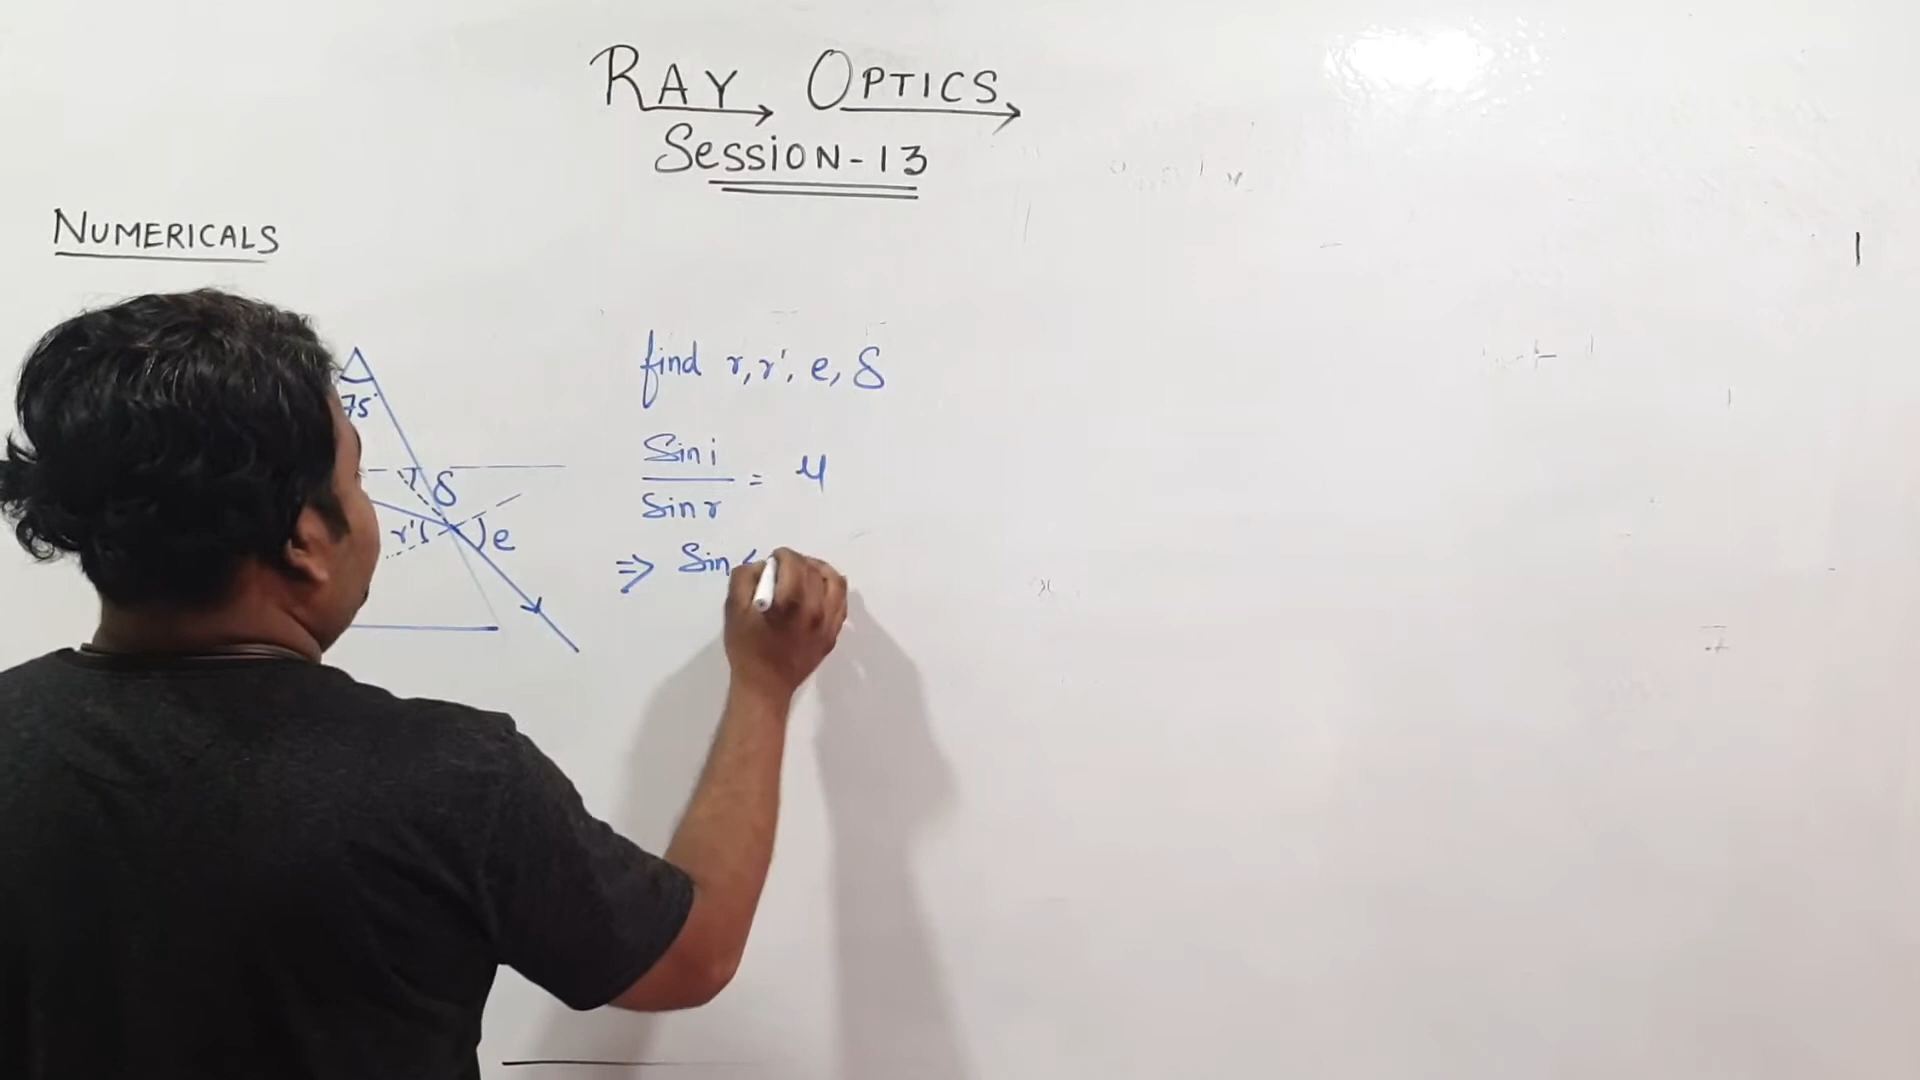 RAY OPTICS
SESSION-13
NUMERICALS
find r, r', e, δ
75°
Sin i
δ
= μ
Sin r
r'
e
⇒ Sin